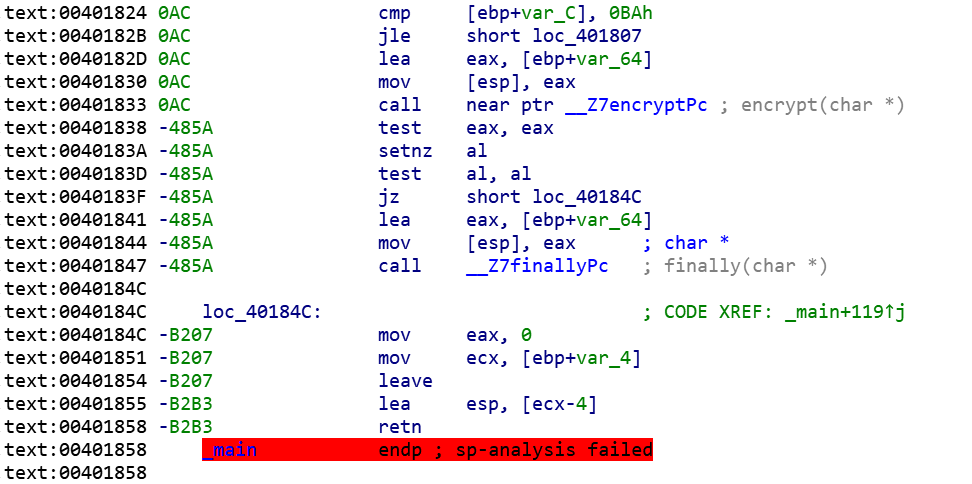 text:00401824 0AC cmp [ebp+var_C], 0BAh
text:0040182B 0AC jle short loc_401807
text:0040182D 0AC lea eax, [ebp+var_64]
text:00401830 0AC mov [esp], eax
text:00401833 0AC call near ptr __Z7encryptPc ; encrypt(char *)
text:00401838 -485A test eax, eax
text:0040183A -485A setnz al
text:0040183D -485A test al, al
text:0040183F -485A jz short loc_40184C
text:00401841 -485A lea eax, [ebp+var_64]
text:00401844 -485A mov [esp], eax ; char *
text:00401847 -485A call __Z7finallyPc ; finally(char *)
text:0040184C
text:0040184C loc_40184C: ; CODE XREF: _main+119↑j
text:0040184C -B207 mov eax, 0
text:00401851 -B207 mov ecx, [ebp+var_4]
text:00401854 -B207 leave
text:00401855 -B2B3 lea esp, [ecx-4]
text:00401858 -B2B3 retn
text:00401858 _main endp ; sp-analysis failed
text:00401858